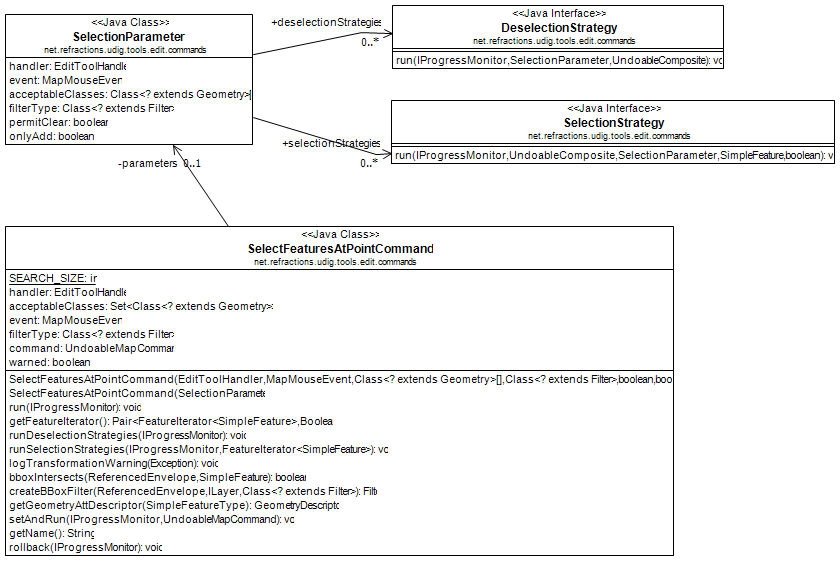 <<Java Class>>
SelectionParameter
net.refractions.udig.tools.edit.commands
handler: EditToolHandle
event: MapMouseEven
acceptableClasses: Class<? extends Geometry>[
filterType: Class<? extends Filter>
permitClear: boolean
onlyAdd: boolean
+deselectionStrategies
0..*
<<Java Interface>>
DeselectionStrategy
net.refractions.udig.tools.edit.commands
run(IProgressMonitor,SelectionParameter,UndoableComposite): vo
+selectionStrategies
0..*
<<Java Interface>>
SelectionStrategy
net.refractions.udig.tools.edit.commands
run(IProgressMonitor,UndoableComposite,SelectionParameter,SimpleFeature,boolean): v
-parameters 0..1
<<Java Class>>
SelectFeaturesAtPointCommand
net.refractions.udig.tools.edit.commands
SEARCH_SIZE: in
handler: EditToolHandle
acceptableClasses: Set<Class<? extends Geometry>>
event: MapMouseEven
filterType: Class<? extends Filter>
command: UndoableMapCommar
warned: boolean
SelectFeaturesAtPointCommand(EditToolHandler,MapMouseEvent,Class<? extends Geometry>[],Class<? extends Filter>,boolean,boo
SelectFeaturesAtPointCommand(SelectionParamete
run(IProgressMonitor): void
getFeatureIterator(): Pair<FeatureIterator<SimpleFeature>,Boolea
runDeselectionStrategies(IProgressMonitor): void
runSelectionStrategies(IProgressMonitor,FeatureIterator<SimpleFeature>): vo
logTransformationWarning(Exception): void
bboxIntersects(ReferencedEnvelope,SimpleFeature): boolean
createBBoxFilter(ReferencedEnvelope,ILayer,Class<? extends Filter>): Filt
getGeometryAttDescriptor(SimpleFeatureType): GeometryDescripto
setAndRun(IProgressMonitor,UndoableMapCommand): vo
getName(): String
rollback(IProgressMonitor): void